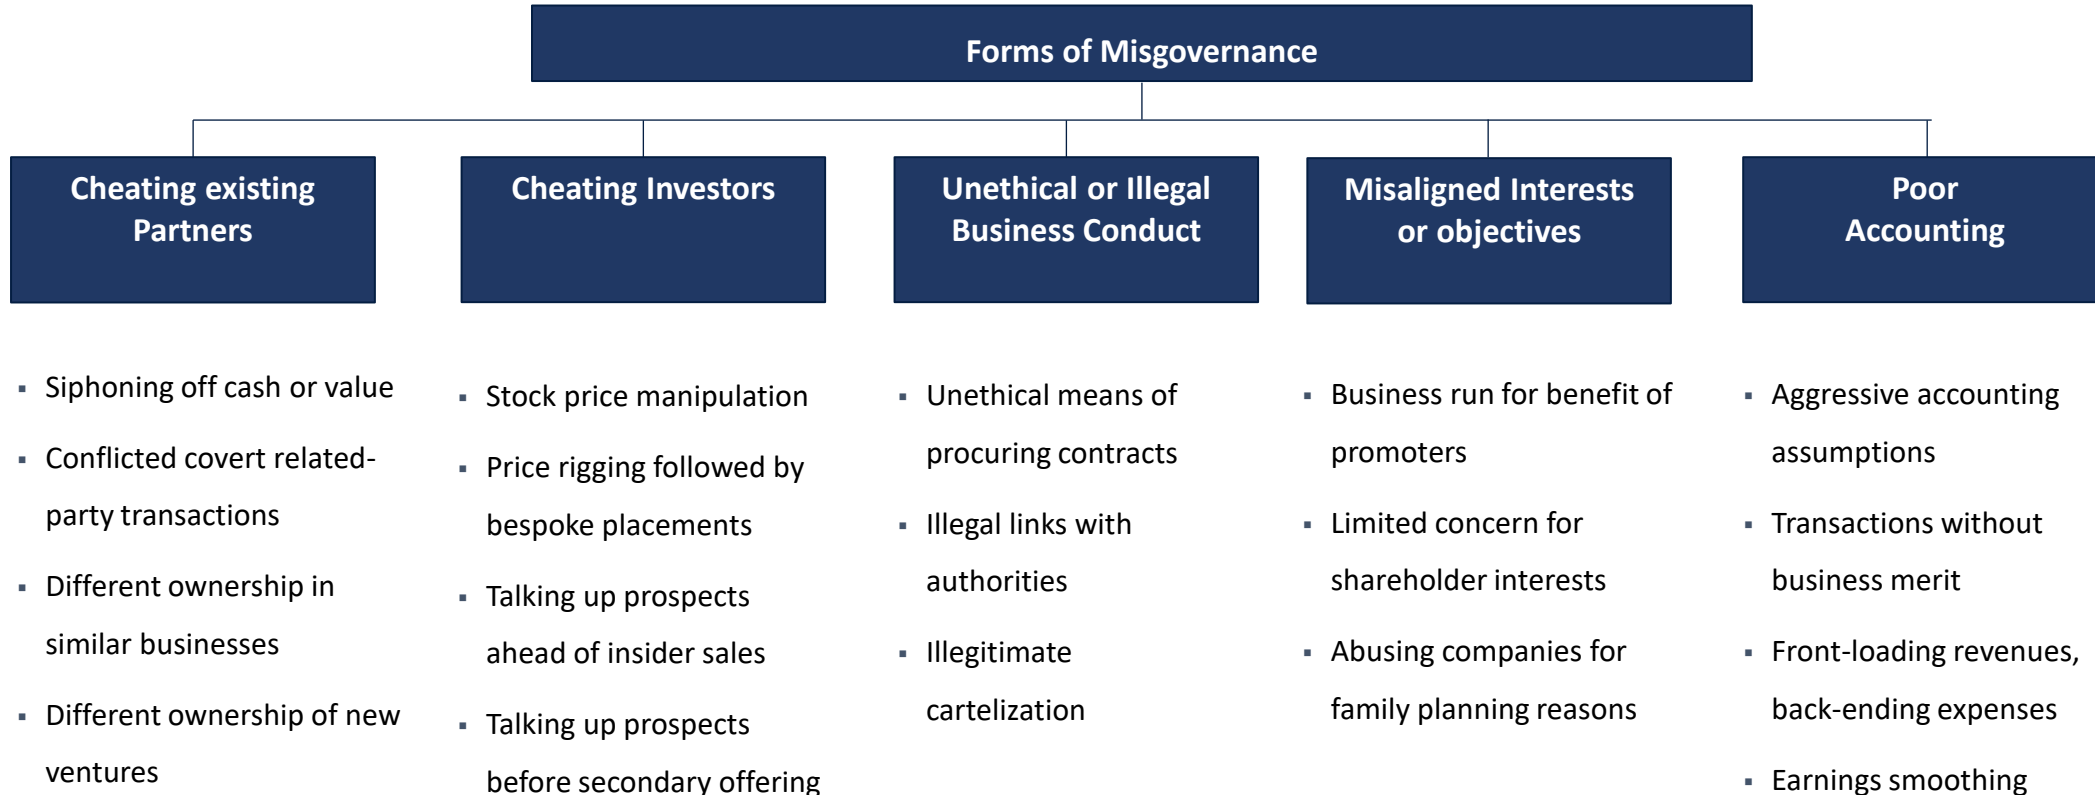 Forms of Misgovernance
Cheating existing
Partners
Cheating Investors
Unethical or Illegal
Business Conduct
Misaligned Interests
or objectives
Poor
Accounting
▪ Siphoning off cash or value
▪ Conflicted covert related-
party transactions
▪ Different ownership in
similar businesses
▪ Different ownership of new
ventures
▪ Stock price manipulation
▪ Price rigging followed by
bespoke placements
▪ Talking up prospects
ahead of insider sales
▪ Talking up prospects
before secondary offering
▪ Unethical means of
procuring contracts
▪ Illegal links with
authorities
▪ Illegitimate
cartelization
▪ Business run for benefit of
promoters
▪ Limited concern for
shareholder interests
▪ Abusing companies for
family planning reasons
▪ Aggressive accounting
assumptions
▪ Transactions without
business merit
▪ Front-loading revenues,
back-ending expenses
▪ Earnings smoothing